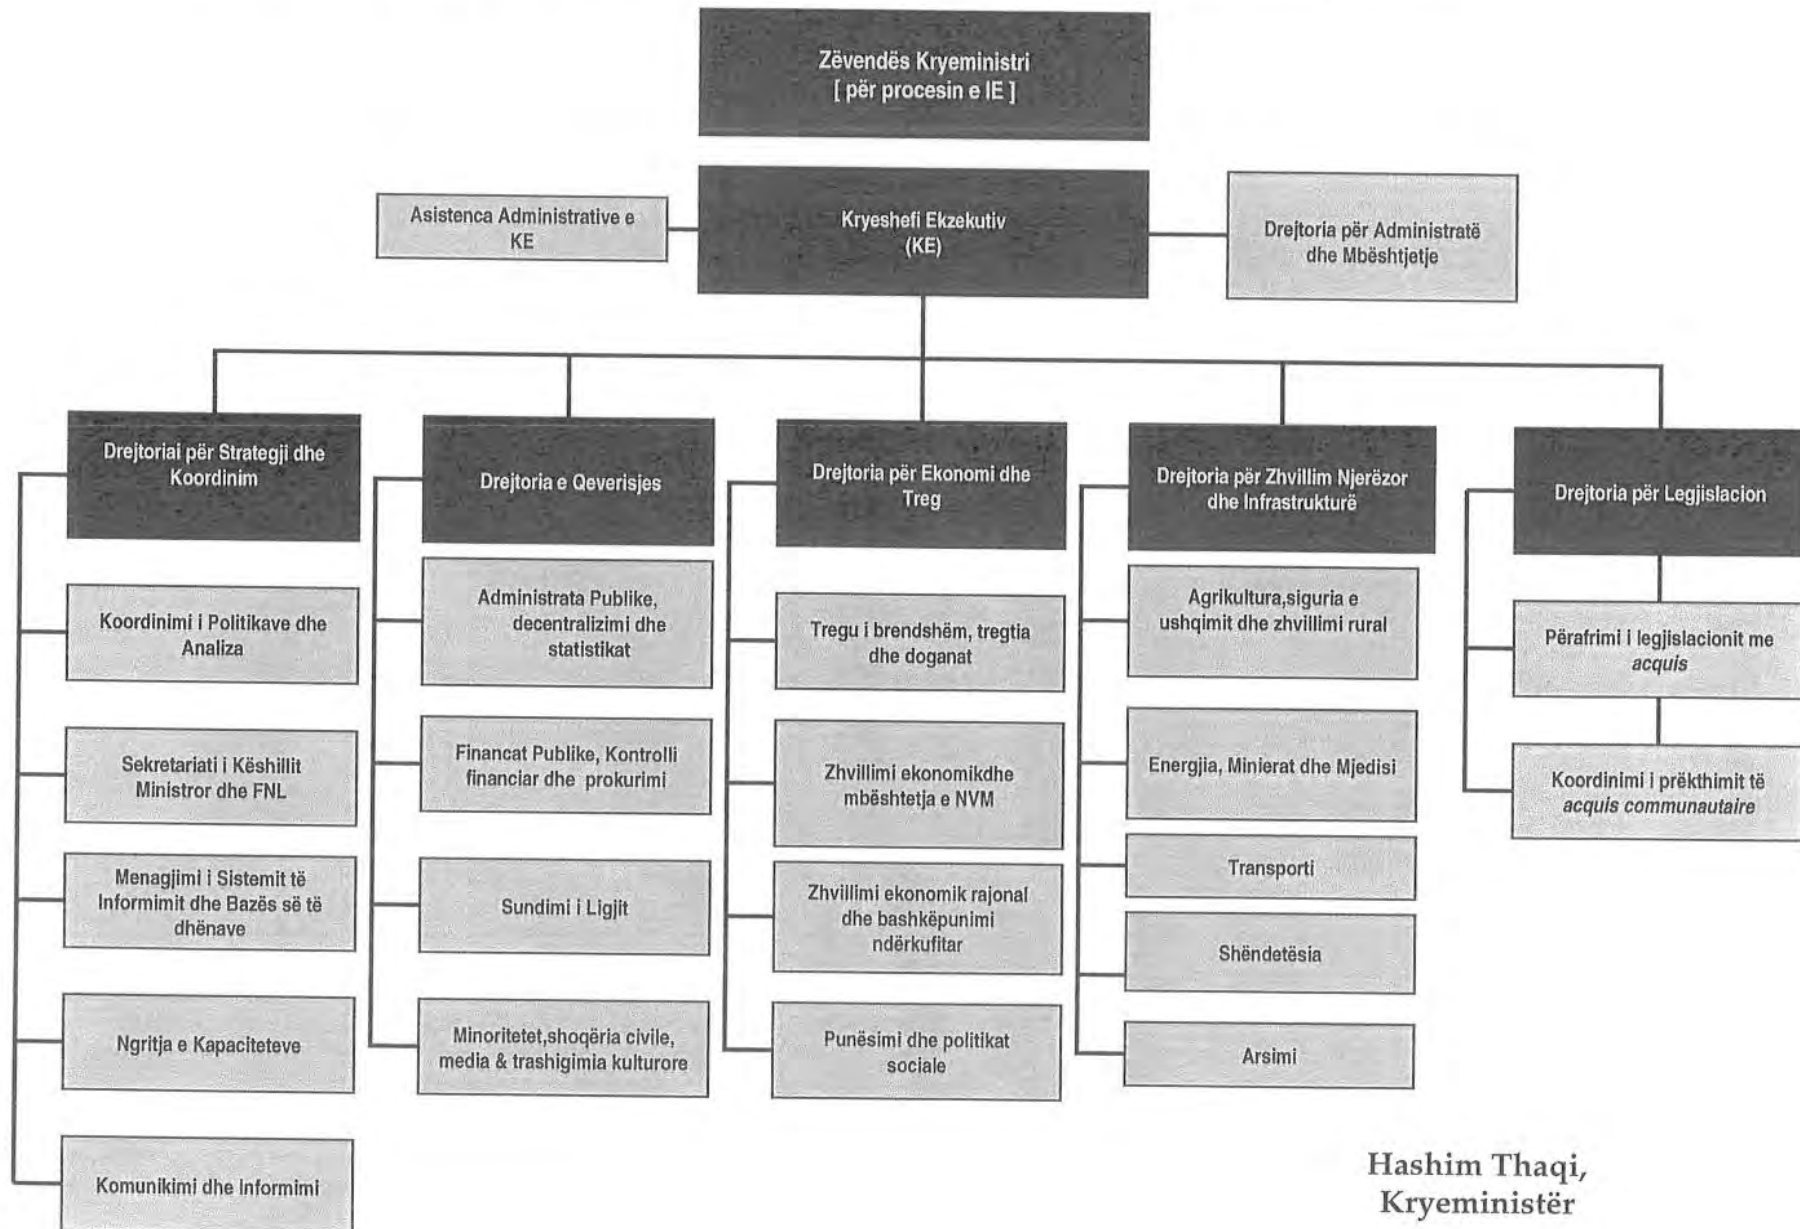 Zëvendës Kryeministri
[ për procesin e IE ]
Asistenca Administrative e
KE
Kryeshefi Ekzekutiv
(KE)
Drejtoria për Administratë
dhe Mbështjetje
Drejtoriai për Strategji dhe
Koordinim
Koordinimi i Politikave dhe
Analiza
Sekretariati i Këshillit
Ministror dhe FNL
Menagjimi i Sistemit të
Informimit dhe Bazës së të
dhënave
Ngritja e Kapaciteteve
Komunikimi dhe Informimi
Drejtoria e Qeverisjes
Administrata Publike,
decentralizimi dhe
statistikat
Financat Publike, Kontrolli
financiar dhe prokurimi
Sundimi i Ligjit
Minoritetet,shoqëria civile,
media & trashigimia kulturore
Drejtoria për Ekonomi dhe
Treg
Tregu i brendshëm, tregtia
dhe doganat
Zhvillimi ekonomikdhe
mbështetja e NVM
Zhvillimi ekonomik rajonal
dhe bashkëpunimi
ndërkufitar
Punësimi dhe politikat
sociale
Drejtoria për Zhvillim Njerëzor
dhe Infrastrukturë
Agrikultura,siguria e
ushqimit dhe zhvillimi rural
Energjia, Minierat dhe Mjedisi
Transporti
Shëndetësia
Arsimi
Drejtoria për Legjislacion
Përafrimi i legjislacionit me
acquis
Koordinimi i prëkthimit të
acquis communautaire
Hashim Thaqi,
Kryeministër